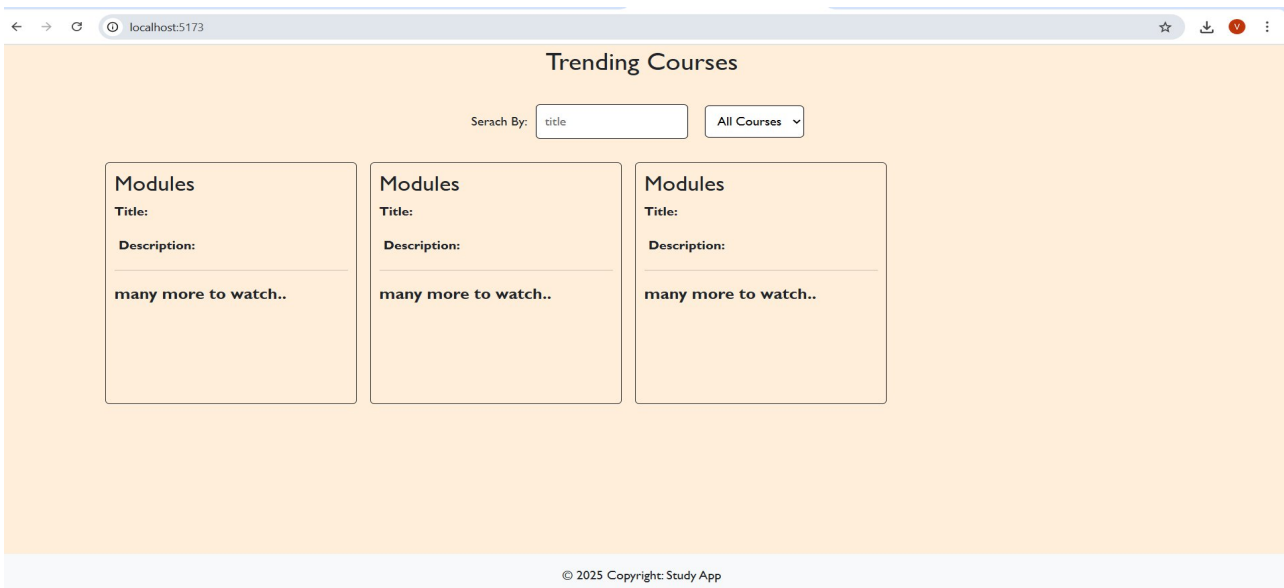 localhost:5173
V
Trending Courses
Serach By: title All Courses
Modules Modules Modules
Title: Title: Title:
Description: Description: Description:
many more to watch.. many more to watch.. many more to watch..
© 2025 Copyright: Study App